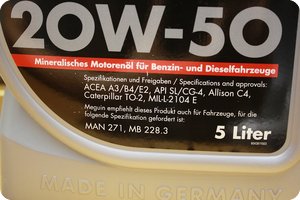 20W-50
Mineralisches Motorenöl für Benzin- und Dieselfahrzeuge
Spezifikationen und Freigaben / Specifications and approvals:
ACEA A3/B4/E2, API SL/CG-4, Allison C4,
Caterpillar TO-2, MIL-L-2104 E
Meguin empfiehlt dieses Produkt auch für Fahrzeuge, für die
folgende Spezifikation gefordert ist:
MAN 271, MB 228.3
5 Liter
MADE IN GERMANY